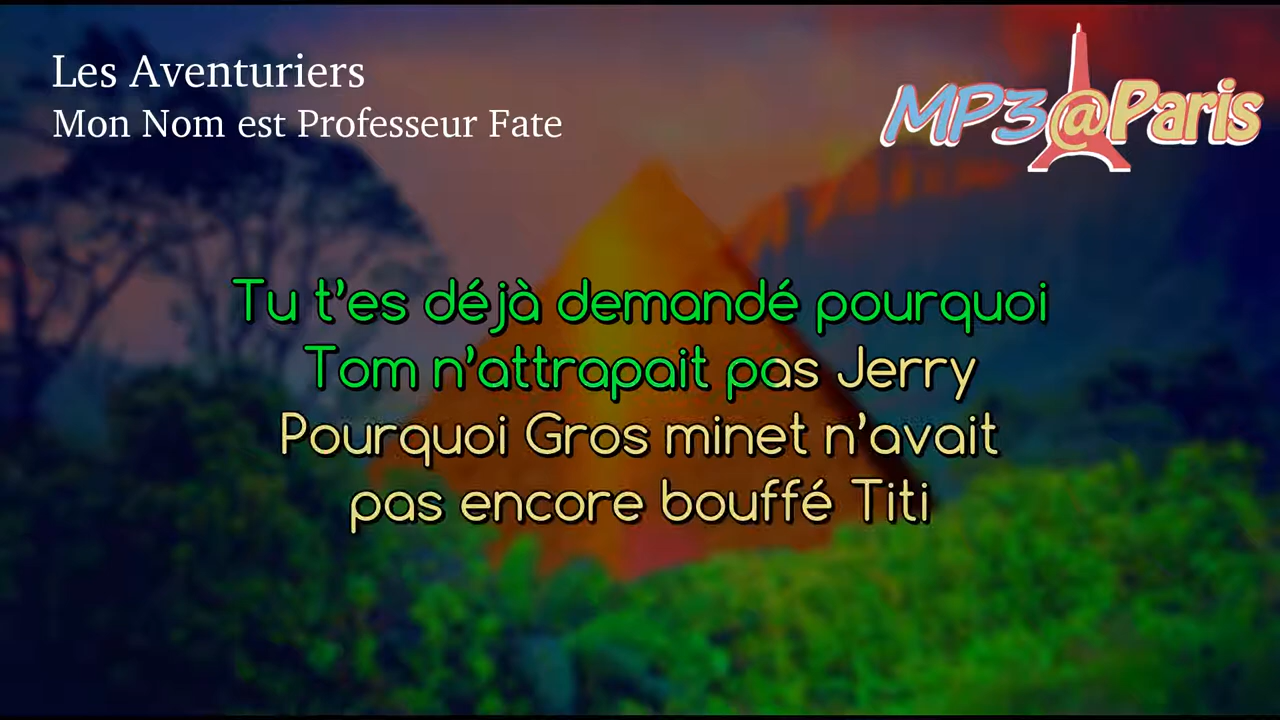 Les Aventuriers
Mon Nom est Professeur Fate
MP3@Paris
Tu t’es déjà demandé pourquoi
Tom n’attrapait pas Jerry
Pourquoi Gros minet n’avait
pas encore bouffé Titi